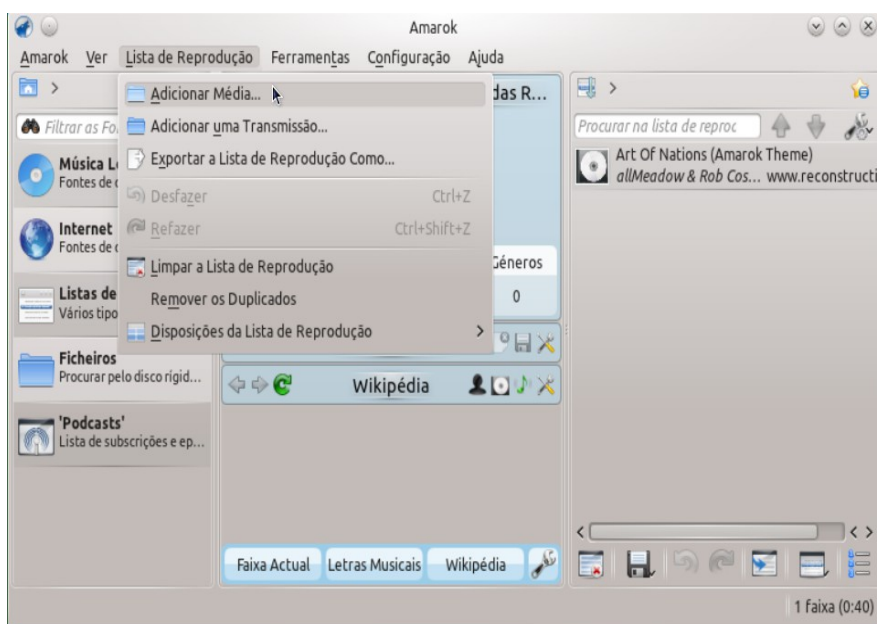 Amarok
Amarok Ver Lista de Reprodução Ferramentas Configuração Ajuda
Adicionar Média...
Adicionar uma Transmissão...
Exportar a Lista de Reprodução Como...
Desfazer Ctrl+Z
Refazer Ctrl+Shift+Z
Limpar a Lista de Reprodução
Remover os Duplicados
Disposições da Lista de Reprodução
Filtrar as Fo
Música L
Fontes de
Internet
Fontes de
Listas de
Vários tipo
Ficheiros
Procurar pelo disco rígid...
'Podcasts'
Lista de subscrições e ep...
das R...
Géneros
0
Wikipédia
Faixa Actual Letras Musicais Wikipédia
Procurar na lista de reproc
Art Of Nations (Amarok Theme)
allMeadow & Rob Cos... www.reconstructi
1 faixa (0:40)